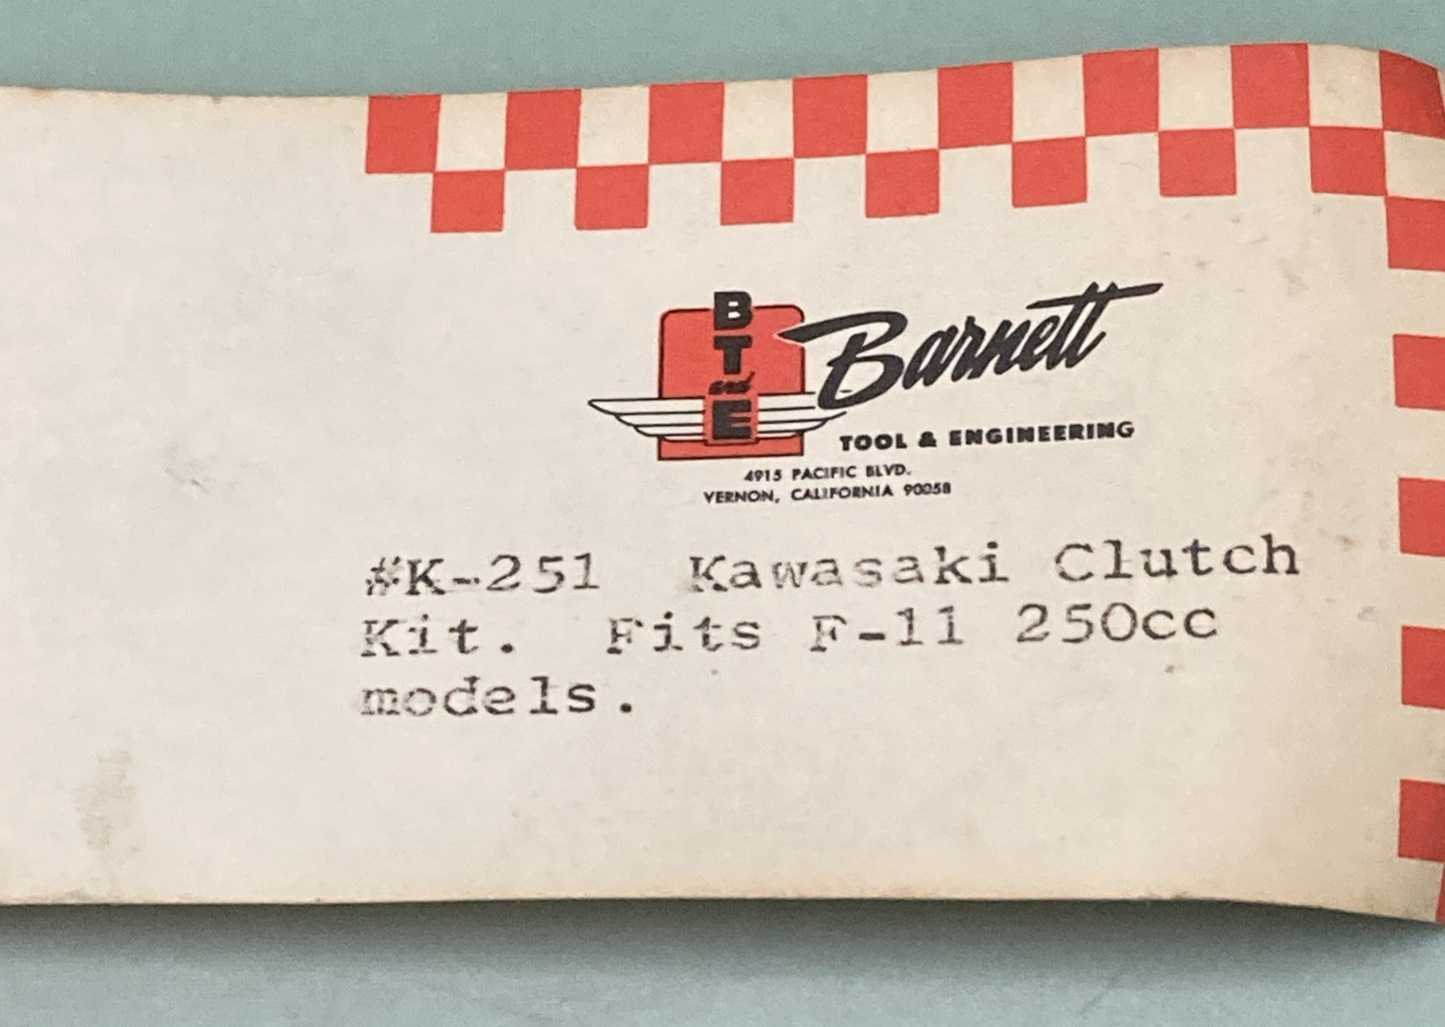 B
T
and
E
Barnett
TOOL & ENGINEERING
4915 PACIFIC BLVD.
VERNON, CALIFORNIA 90058
#K-251 Kawasaki Clutch
Kit. Fits F-11 250cc
models.